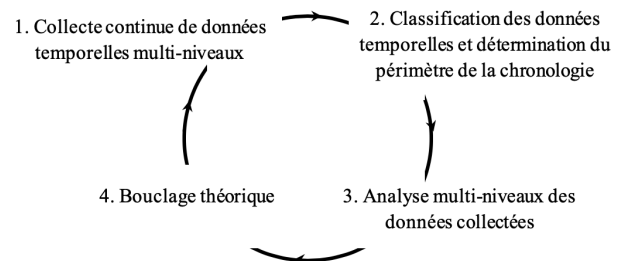 1. Collecte continue de données
temporelles multi-niveaux
2. Classification des données
temporelles et détermination du
périmètre de la chronologie
3. Analyse multi-niveaux des
données collectées
4. Bouclage théorique